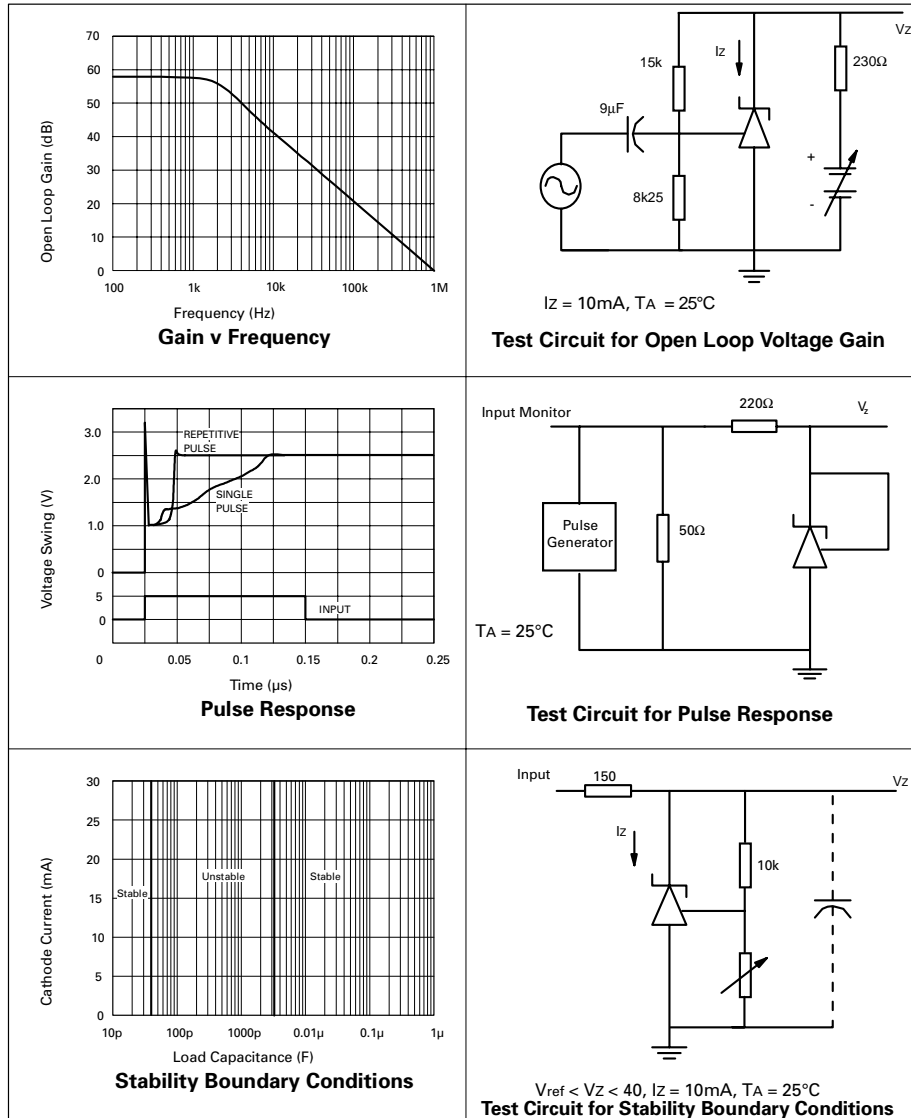 70
60
50
40
30
20
10
0
Open Loop Gain (dB)
100 1k 10k 100k 1M
Frequency (Hz)
Gain v Frequency
VZ
IZ
15k
230Ω
9µF
8k25
+
-
IZ = 10mA, TA = 25°C
Test Circuit for Open Loop Voltage Gain
3.0
2.0
1.0
0
5
0
Voltage Swing (V)
REPETITIVE
PULSE
SINGLE
PULSE
INPUT
0 0.05 0.1 0.15 0.2 0.25
Time (µs)
Pulse Response
Input Monitor
220Ω
Vz
Pulse
Generator
50Ω
TA = 25°C
Test Circuit for Pulse Response
30
25
20
15
10
5
0
Cathode Current (mA)
Stable
Unstable
Stable
10p 100p 1000p 0.01µ 0.1µ 1µ
Load Capacitance (F)
Stability Boundary Conditions
Input
150
VZ
IZ
10k
Vref < VZ < 40, IZ = 10mA, TA = 25°C
Test Circuit for Stability Boundary Conditions